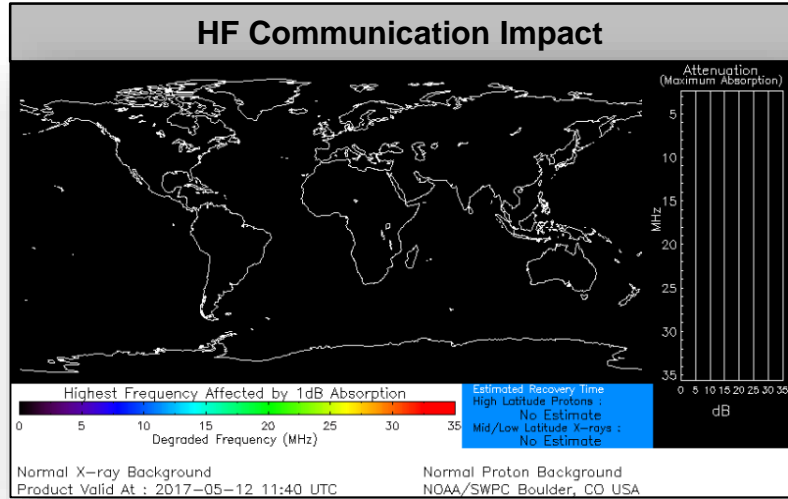 HF Communication Impact
Attenuation
(Maximum Absorption)
5
10
15
20
25
30
35
MHz
0 5 10 15 20 25 30 35
dB
Highest Frequency Affected by 1dB Absorption
0 5 10 15 20 25 30 35
Degraded Frequency (MHz)
Estimated Recovery Time
High Latitude Protons :
No Estimate
Mid/Low Latitude X-rays :
No Estimate
Normal X-ray Background
Product Valid At : 2017-05-12 11:40 UTC
Normal Proton Background
NOAA/SWPC Boulder, CO USA